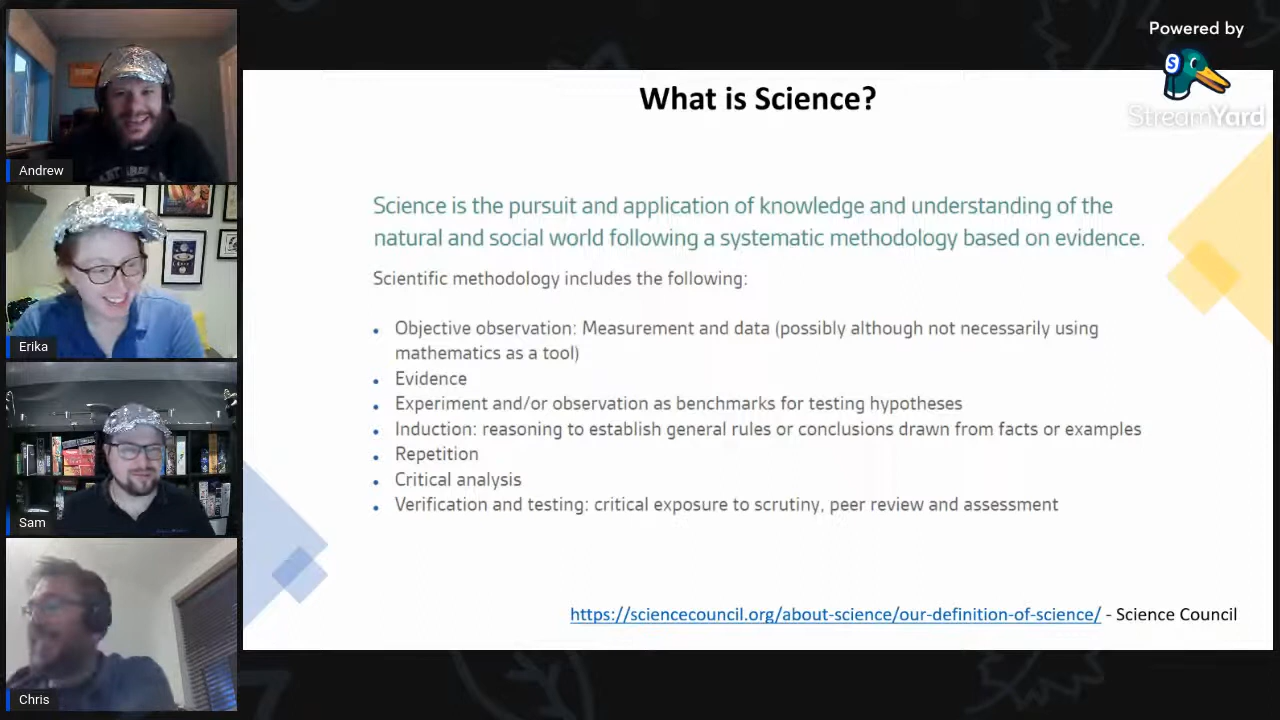 Powered by
StreamYard
What is Science?
Science is the pursuit and application of knowledge and understanding of the
natural and social world following a systematic methodology based on evidence.
Scientific methodology includes the following:
• Objective observation: Measurement and data (possibly although not necessarily using
mathematics as a tool)
• Evidence
• Experiment and/or observation as benchmarks for testing hypotheses
• Induction: reasoning to establish general rules or conclusions drawn from facts or examples
• Repetition
• Critical analysis
• Verification and testing: critical exposure to scrutiny, peer review and assessment
https://sciencecouncil.org/about-science/our-definition-of-science/ - Science Council
Andrew
Erika
Sam
Chris